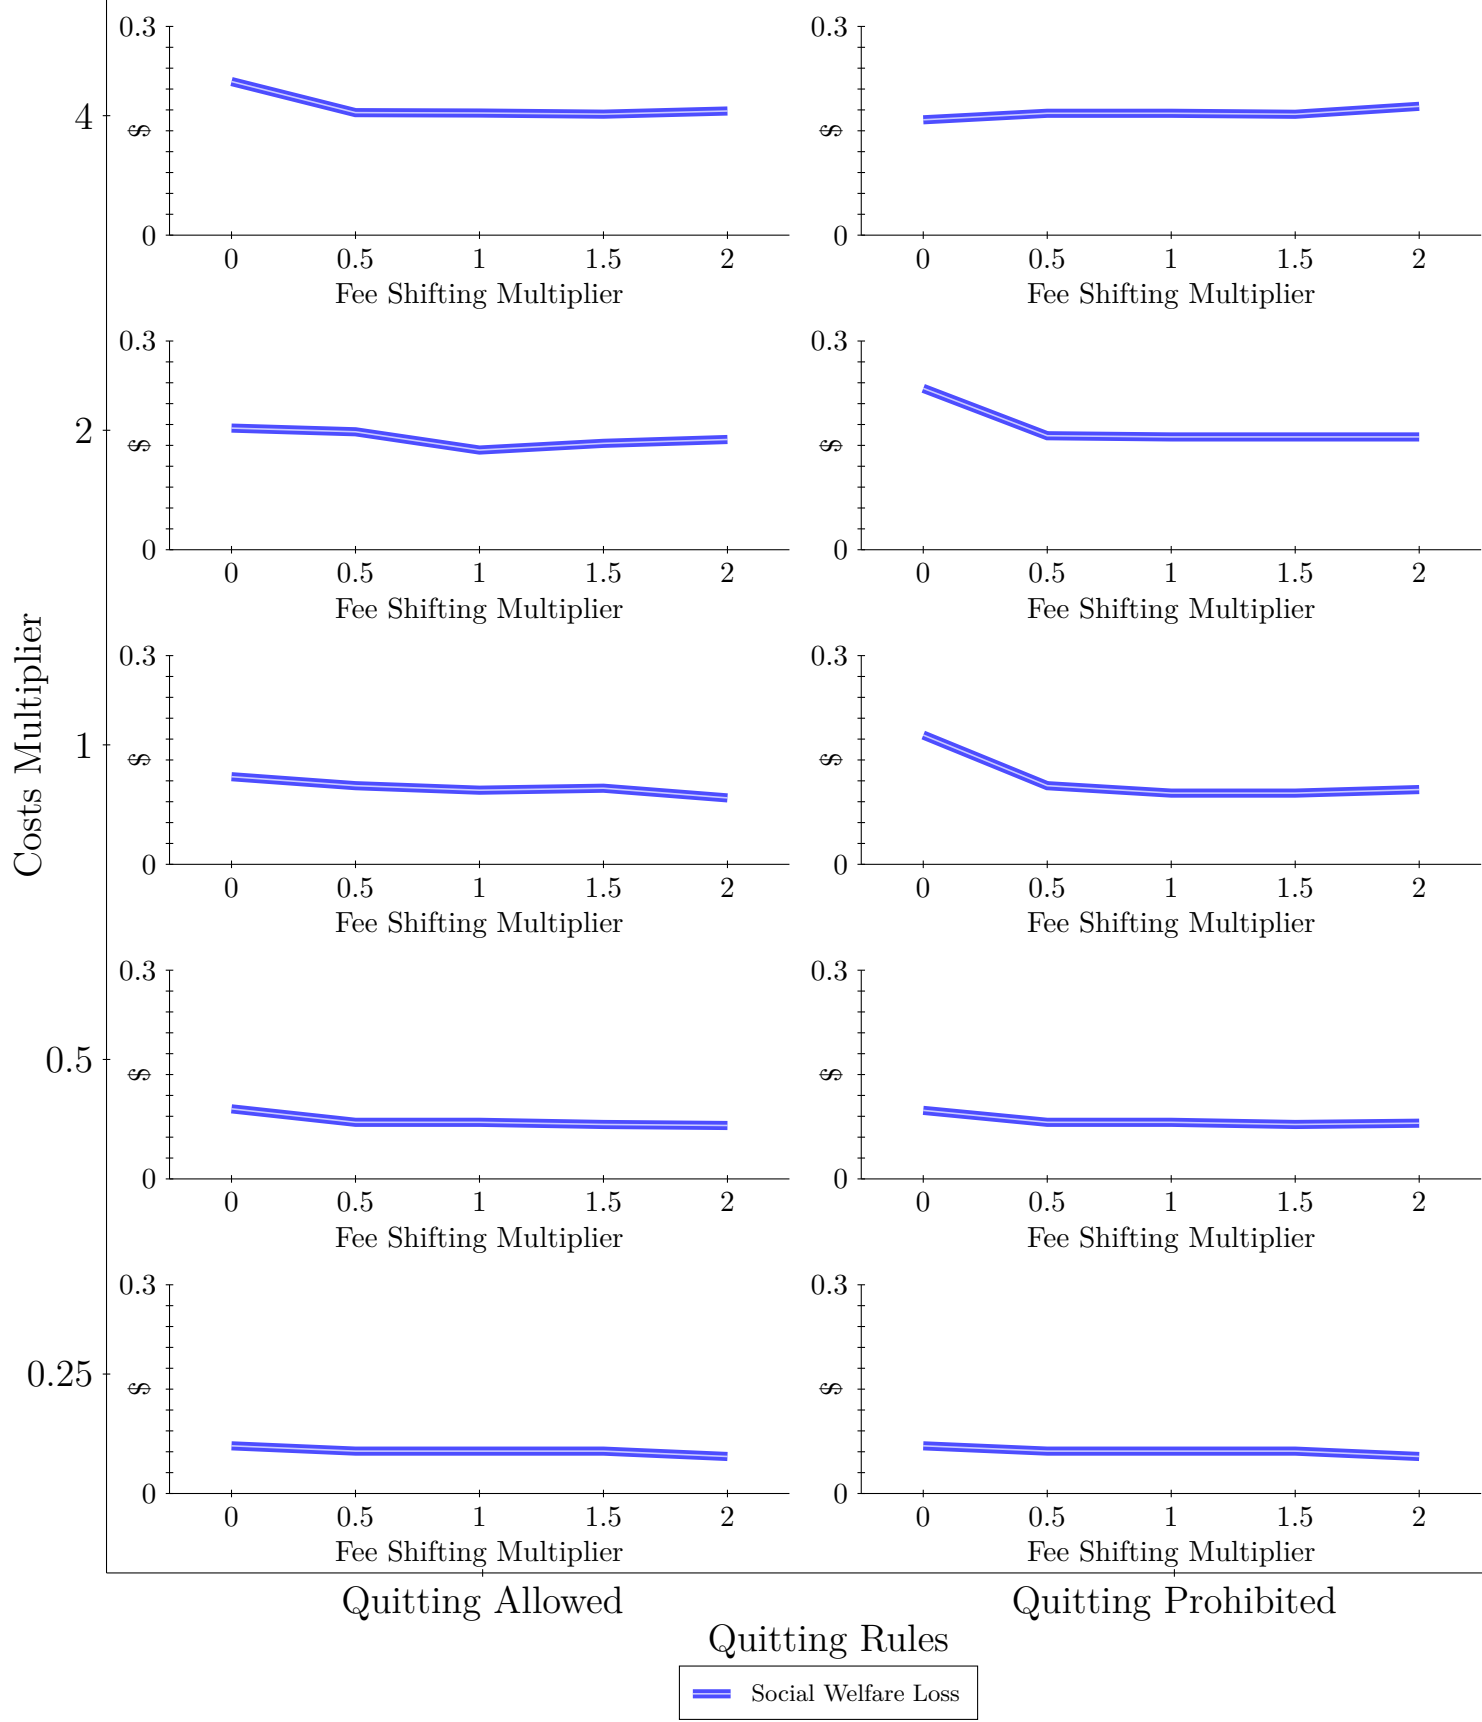 0.3
0.3
4
$
$
0
0
0 0.5 1 1.5 2
0 0.5 1 1.5 2
Fee Shifting Multiplier
Fee Shifting Multiplier
0.3
0.3
2
$
$
0
0
0 0.5 1 1.5 2
0 0.5 1 1.5 2
Fee Shifting Multiplier
Fee Shifting Multiplier
Costs Multiplier
0.3
0.3
1
$
$
0
0
0 0.5 1 1.5 2
0 0.5 1 1.5 2
Fee Shifting Multiplier
Fee Shifting Multiplier
0.3
0.3
0.5
$
$
0
0
0 0.5 1 1.5 2
0 0.5 1 1.5 2
Fee Shifting Multiplier
Fee Shifting Multiplier
0.3
0.3
0.25
$
$
0
0
0 0.5 1 1.5 2
0 0.5 1 1.5 2
Fee Shifting Multiplier
Fee Shifting Multiplier
Quitting Allowed
Quitting Prohibited
Quitting Rules
Social Welfare Loss